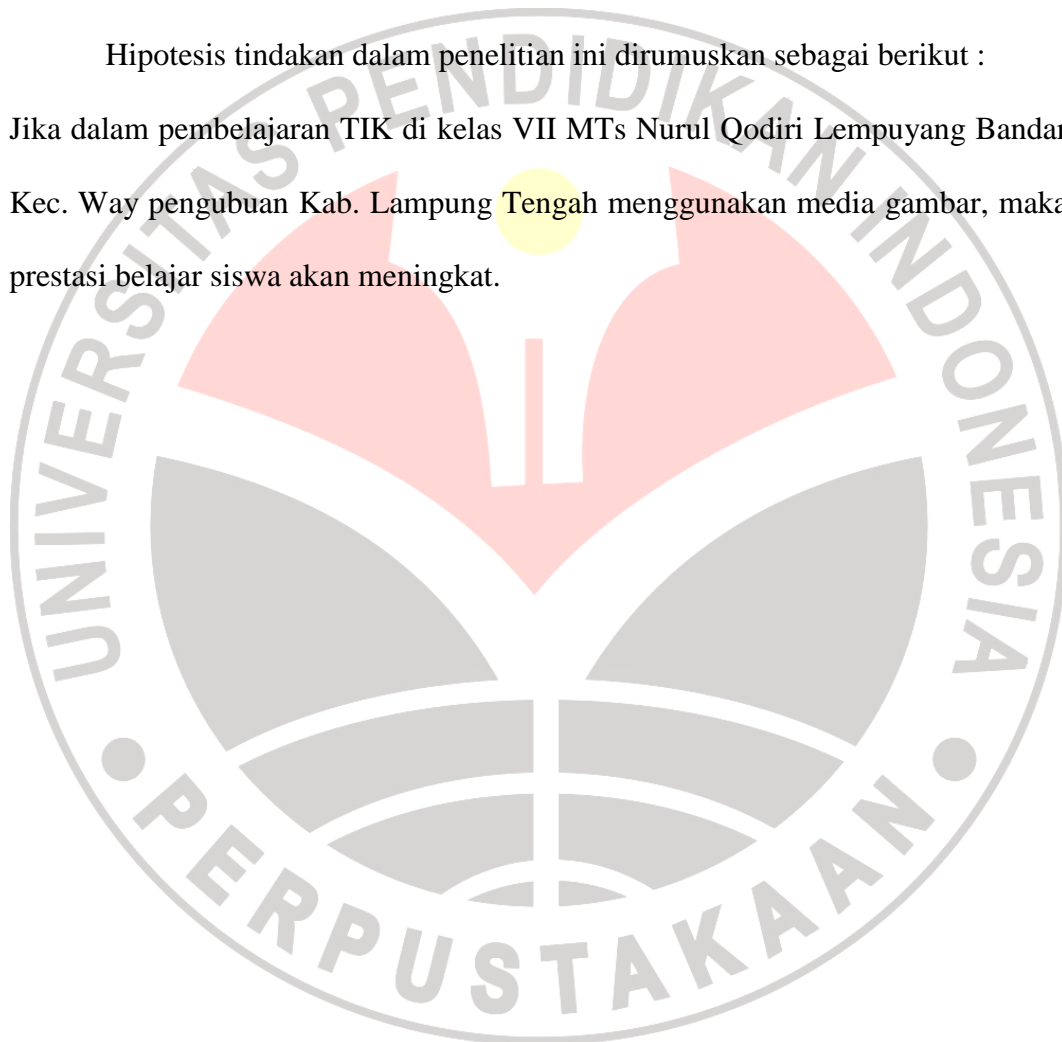 Hipotesis tindakan dalam penelitian ini dirumuskan sebagai berikut :
Jika dalam pembelajaran TIK di kelas VII MTs Nurul Qodiri Lempuyang Bandar
Kec. Way pengubuan Kab. Lampung Tengah menggunakan media gambar, maka
prestasi belajar siswa akan meningkat.
UNIVERSITAS PENDIDIKAN INDONESIA
PERPUSTAKAAN